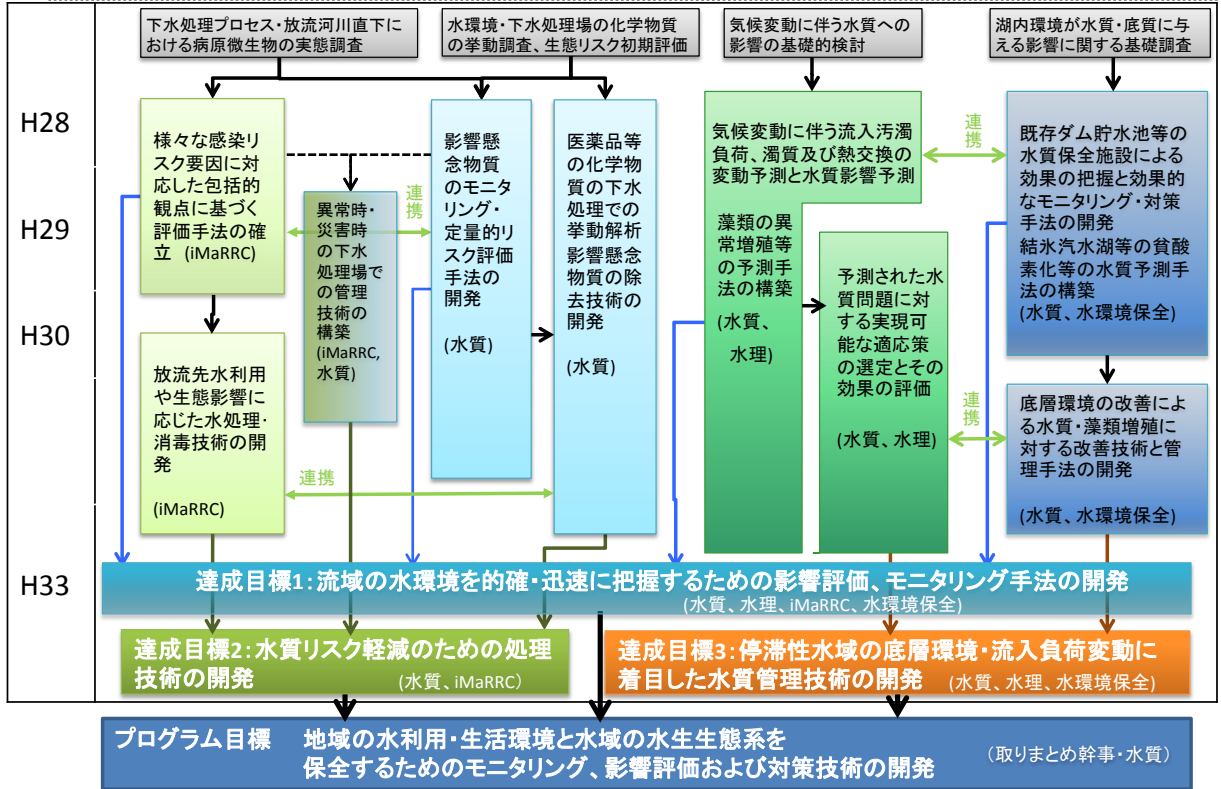 下水処理プロセス・放流河川直下に
おける病原微生物の実態調査
水環境・下水処理場の化学物質
の挙動調査、生態リスク初期評価
気候変動に伴う水質への
影響の基礎的検討
湖内環境が水質・底質に与
える影響に関する基礎調査
H28
H29
H30
H33
様々な感染リ
スク要因に対
応した包括的
観点に基づく
評価手法の確
立 (iMaRRC)
異常時・
災害時の
下水
処理場で
の管理
技術の
構築
(iMaRRC,
水質)
連携
影響懸
念物質
のモニタ
リング・
定量的リ
スク評価
手法の
開発
(水質)
医薬品等
の化学物
質の下水
処理での
挙動解析
影響懸念
物質の除
去技術の
開発
(水質)
放流先水利用
や生態影響に
応じた水処理・
消毒技術の開
発
(iMaRRC)
連携
気候変動に伴う流入汚濁
負荷、濁質及び熱交換の
変動予測と水質影響予測
藻類の異
常増殖等
の予測手
法の構築
(水質、
水理)
連携
予測された水
質問題に対
する実現可
能な適応策
の選定とその
効果の評価
(水質、水理)
連携
既存ダム貯水池等の
水質保全施設による
効果の把握と効果的
なモニタリング・対策
手法の開発
結氷汽水湖等の貧酸
素化等の水質予測手
法の構築
(水質、水環境保全)
底層環境の改善によ
る水質・藻類増殖に
対する改善技術と管
理手法の開発
(水質、水環境保全)
達成目標1：流域の水環境を的確・迅速に把握するための影響評価、モニタリング手法の開発
(水質、水理、iMaRRC、水環境保全)
達成目標2：水質リスク軽減のための処理
技術の開発 (水質、iMaRRC)
達成目標3：停滞性水域の底層環境・流入負荷変動に
着目した水質管理技術の開発 (水質、水理、水環境保全)
プログラム目標 地域の水利用・生活環境と水域の水生生態系を
保全するためのモニタリング、影響評価および対策技術の開発
(取りまとめ幹事・水質)